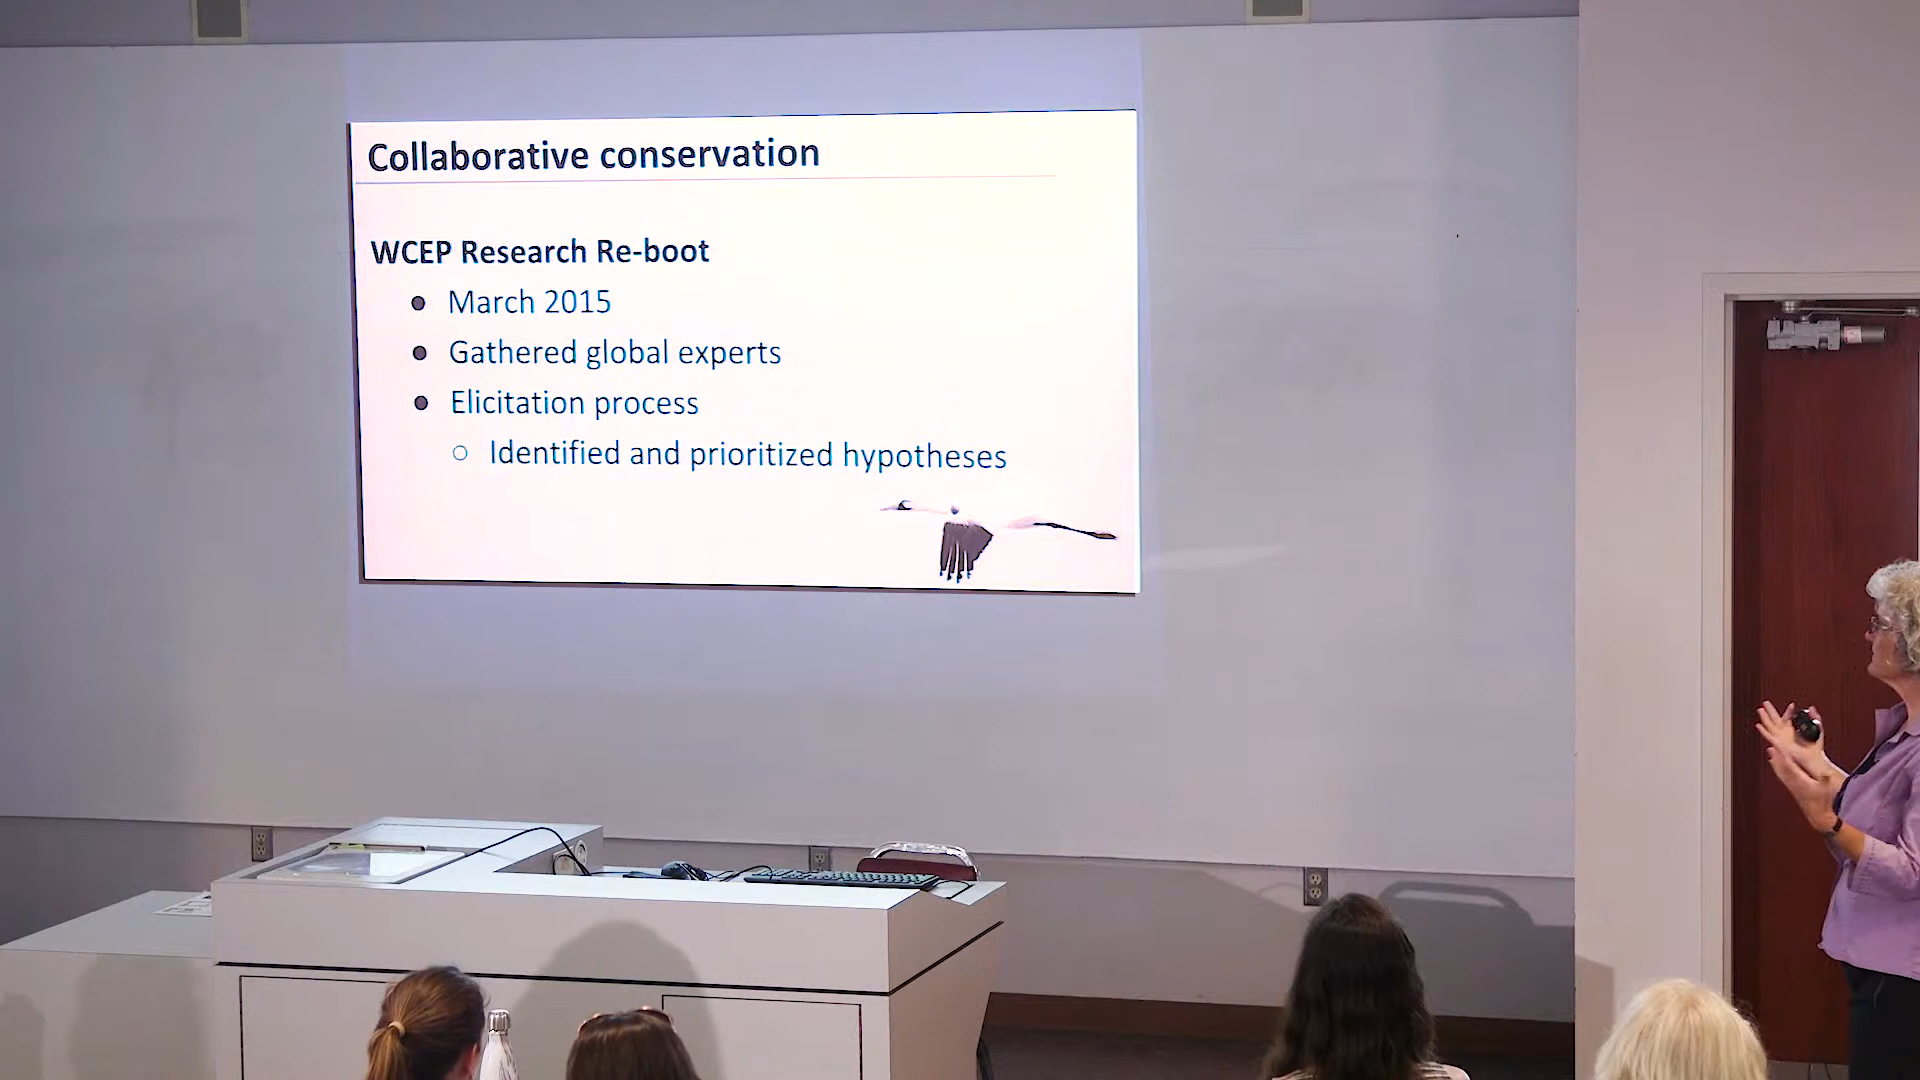 Collaborative conservation
WCEP Research Re-boot
● March 2015
● Gathered global experts
● Elicitation process
○ Identified and prioritized hypotheses